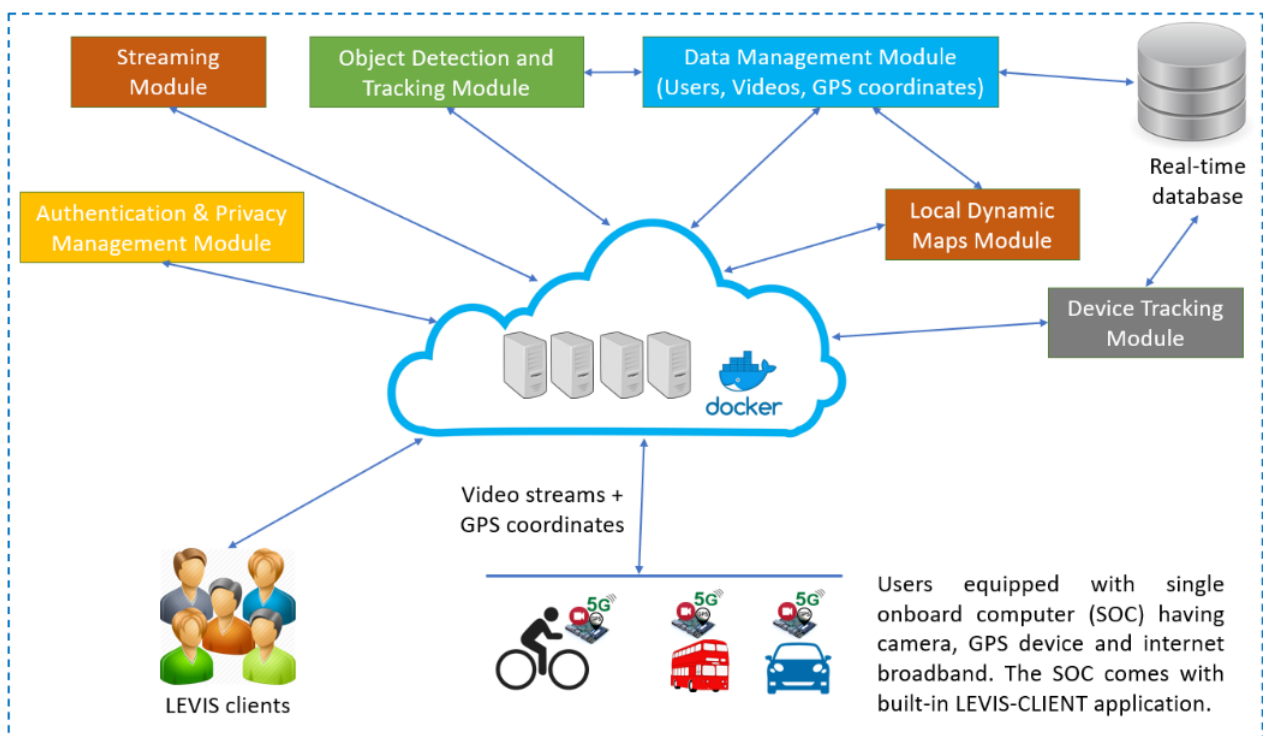 Streaming
Module
Object Detection and
Tracking Module
Data Management Module
(Users, Videos, GPS coordinates)
Real-time
database
Authentication & Privacy
Management Module
Local Dynamic
Maps Module
Device Tracking
Module
docker
Video streams +
GPS coordinates
5G
5G
5G
LEVIS clients
Users equipped with single
onboard computer (SOC) having
camera, GPS device and internet
broadband. The SOC comes with
built-in LEVIS-CLIENT application.